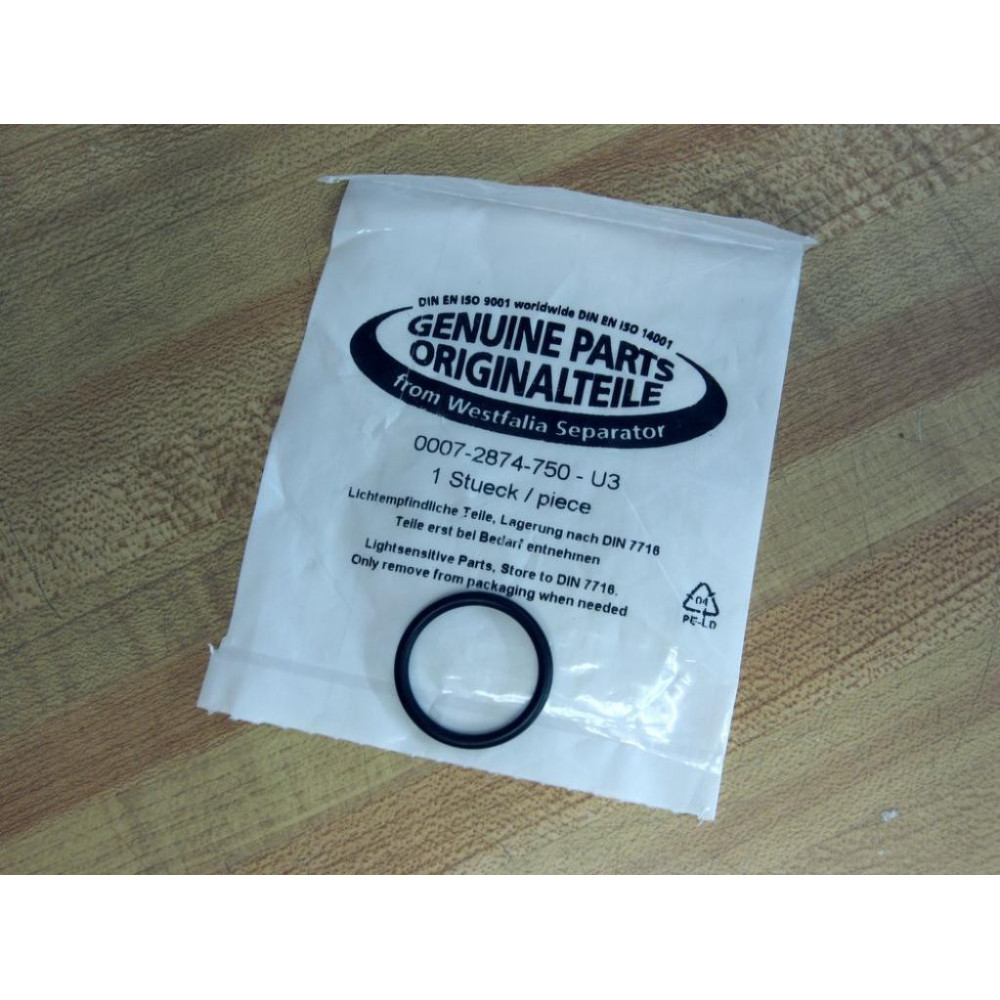 DIN EN ISO 9001 worldwide DIN EN ISO 14001
GENUINE PARTS
ORIGINALTEILE
from Westfalia Separator
0007-2874-750 - U3
1 Stueck / piece
Lichtempfindliche Teile, Lagerung nach DIN 7716
Teile erst bei Bedarf entnehmen
Lightsensitive Parts, Store to DIN 7716.
Only remove from packaging when needed
04
PE-LD